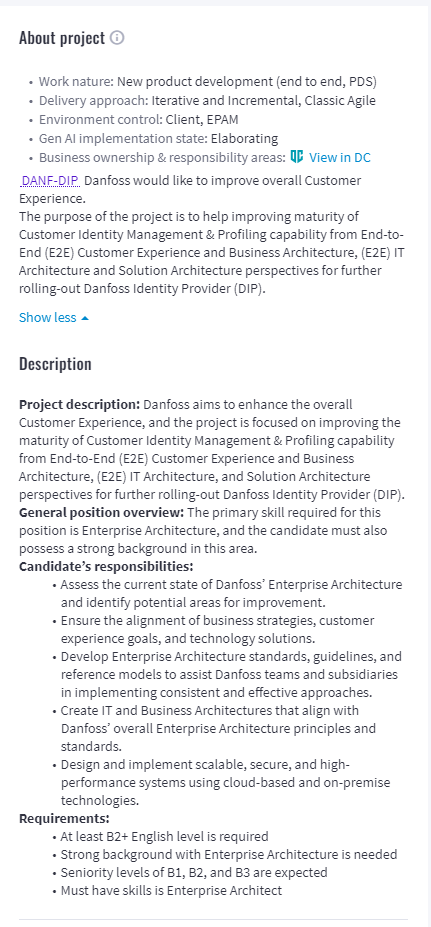 About project
• Work nature: New product development (end to end, PDS)
• Delivery approach: Iterative and Incremental, Classic Agile
• Environment control: Client, EPAM
• Gen AI implementation state: Elaborating
• Business ownership & responsibility areas: View in DC
DANF-DIP Danfoss would like to improve overall Customer
Experience.
The purpose of the project is to help improving maturity of
Customer Identity Management & Profiling capability from End-to-
End (E2E) Customer Experience and Business Architecture, (E2E) IT
Architecture and Solution Architecture perspectives for further
rolling-out Danfoss Identity Provider (DIP).
Show less
Description
Project description: Danfoss aims to enhance the overall
Customer Experience, and the project is focused on improving the
maturity of Customer Identity Management & Profiling capability
from End-to-End (E2E) Customer Experience and Business
Architecture, (E2E) IT Architecture, and Solution Architecture
perspectives for further rolling-out Danfoss Identity Provider (DIP).
General position overview: The primary skill required for this
position is Enterprise Architecture, and the candidate must also
possess a strong background in this area.
Candidate's responsibilities:
• Assess the current state of Danfoss' Enterprise Architecture
and identify potential areas for improvement.
• Ensure the alignment of business strategies, customer
experience goals, and technology solutions.
• Develop Enterprise Architecture standards, guidelines, and
reference models to assist Danfoss teams and subsidiaries
in implementing consistent and effective approaches.
• Create IT and Business Architectures that align with
Danfoss' overall Enterprise Architecture principles and
standards.
• Design and implement scalable, secure, and high-
performance systems using cloud-based and on-premise
technologies.
Requirements:
• At least B2+ English level is required
• Strong background with Enterprise Architecture is needed
• Seniority levels of B1, B2, and B3 are expected
• Must have skills is Enterprise Architect